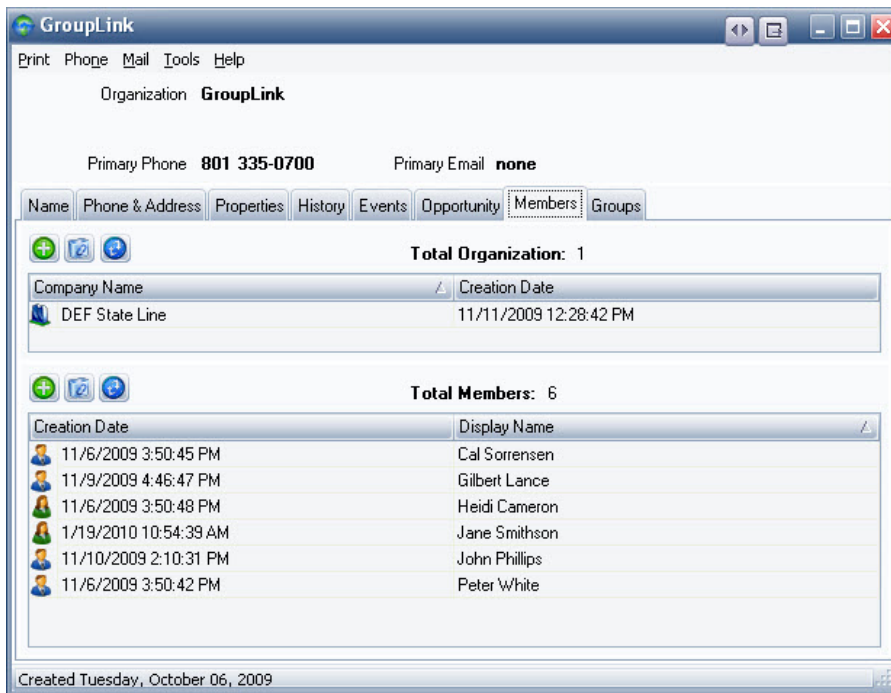 GroupLink
Print Phone Mail Tools Help
Organization GroupLink
Primary Phone 801 335-0700 Primary Email none
Name Phone & Address Properties History Events Opportunity Members Groups
Total Organization: 1
Company Name Creation Date
DEF State Line 11/11/2009 12:28:42 PM
Total Members: 6
Creation Date Display Name
11/6/2009 3:50:45 PM Cal Sorrensen
11/9/2009 4:46:47 PM Gilbert Lance
11/6/2009 3:50:48 PM Heidi Cameron
1/19/2010 10:54:39 AM Jane Smithson
11/10/2009 2:10:31 PM John Phillips
11/6/2009 3:50:42 PM Peter White
Created Tuesday, October 06, 2009